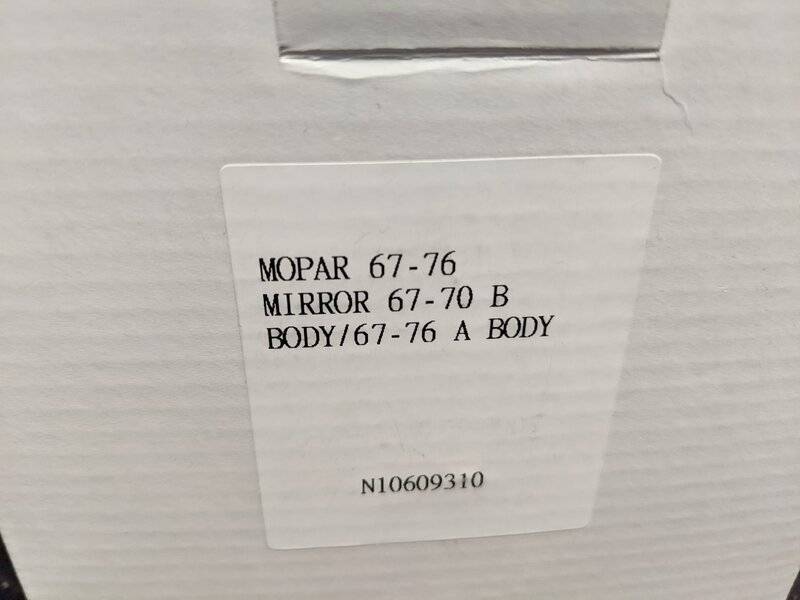 MOPAR 67-76
MIRROR 67-70 B
BODY/67-76 A BODY
N10609310